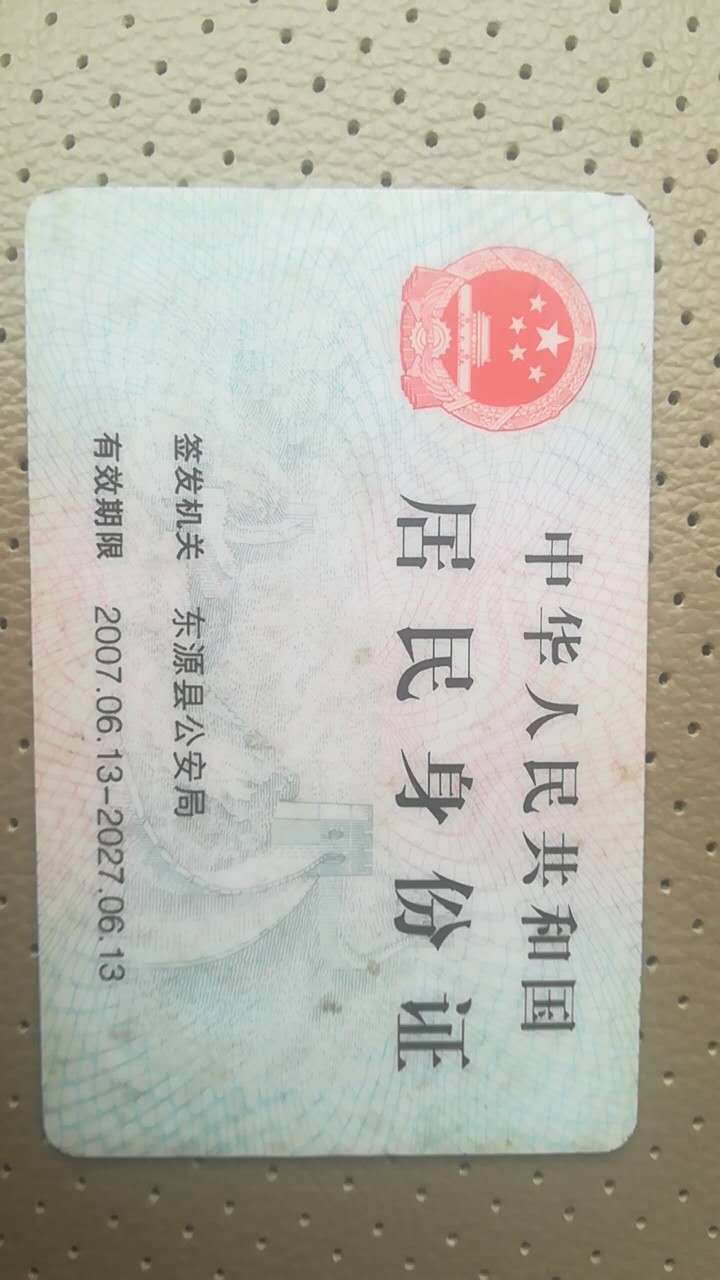 中华人民共和国
居民身份证
签发机关 东源县公安局
有效期限 2007.06.13-2027.06.13